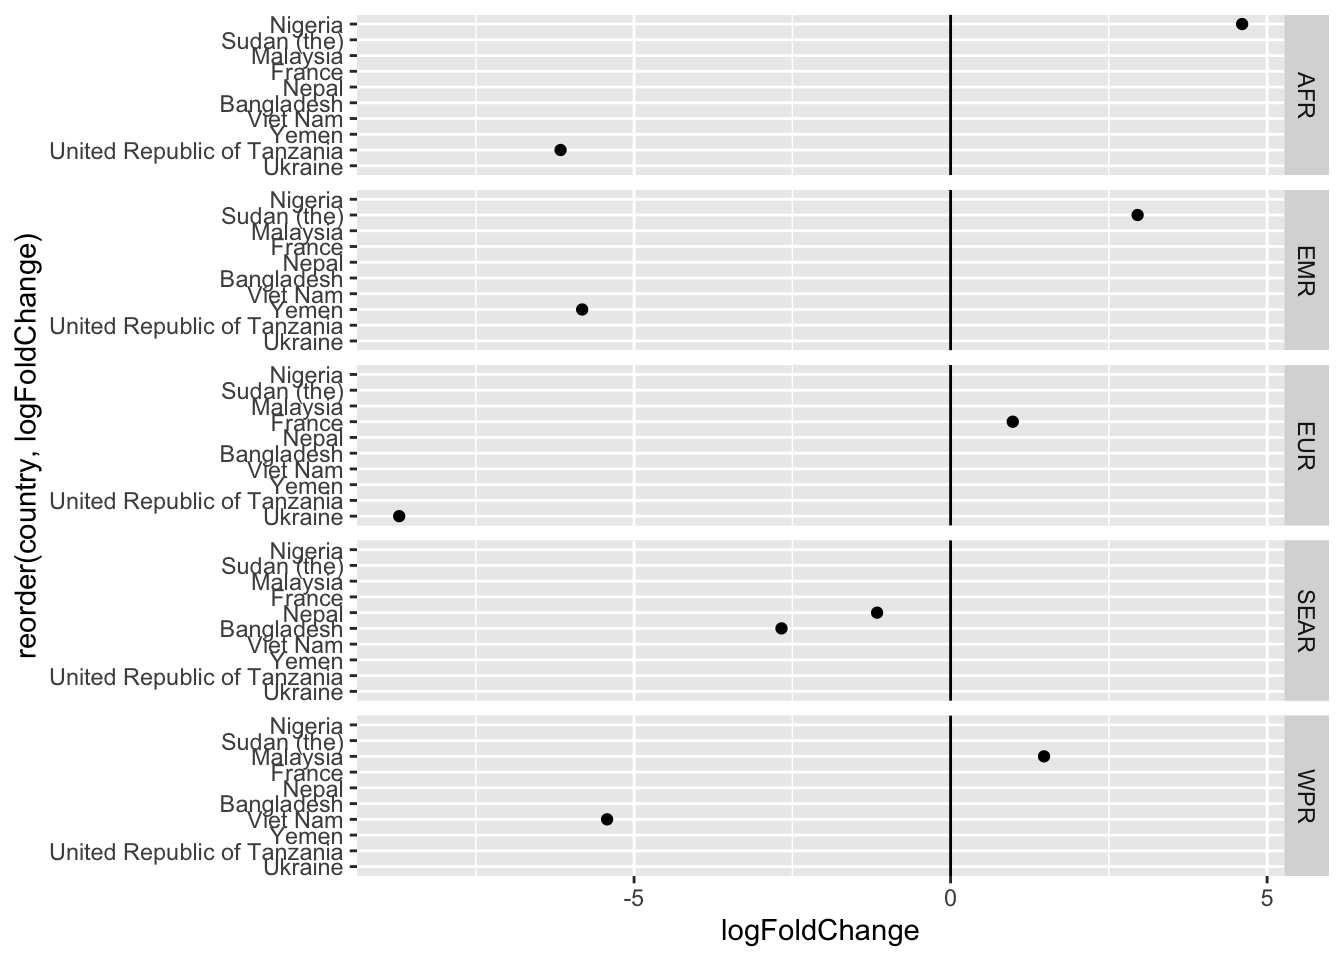 reorder(country, logFoldChange)
Nigeria
Sudan (the)
Malaysia
France
Nepal
Bangladesh
Viet Nam
Yemen
United Republic of Tanzania
Ukraine
AFR
Nigeria
Sudan (the)
Malaysia
France
Nepal
Bangladesh
Viet Nam
Yemen
United Republic of Tanzania
Ukraine
EMR
Nigeria
Sudan (the)
Malaysia
France
Nepal
Bangladesh
Viet Nam
Yemen
United Republic of Tanzania
Ukraine
EUR
Nigeria
Sudan (the)
Malaysia
France
Nepal
Bangladesh
Viet Nam
Yemen
United Republic of Tanzania
Ukraine
SEAR
Nigeria
Sudan (the)
Malaysia
France
Nepal
Bangladesh
Viet Nam
Yemen
United Republic of Tanzania
Ukraine
WPR
-5 0 5
logFoldChange